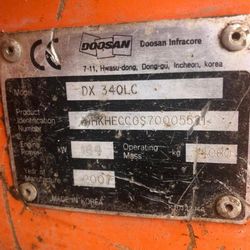 CE DOOSAN Doosan Infracore
7-11, Hwasu-dong, Dong-gu, Incheon, Korea
Model DX 340LC
Product
Identification
Number
Engine Power kW Operating Mass kg
Year of Manufacture 2007
MADE IN KOREA